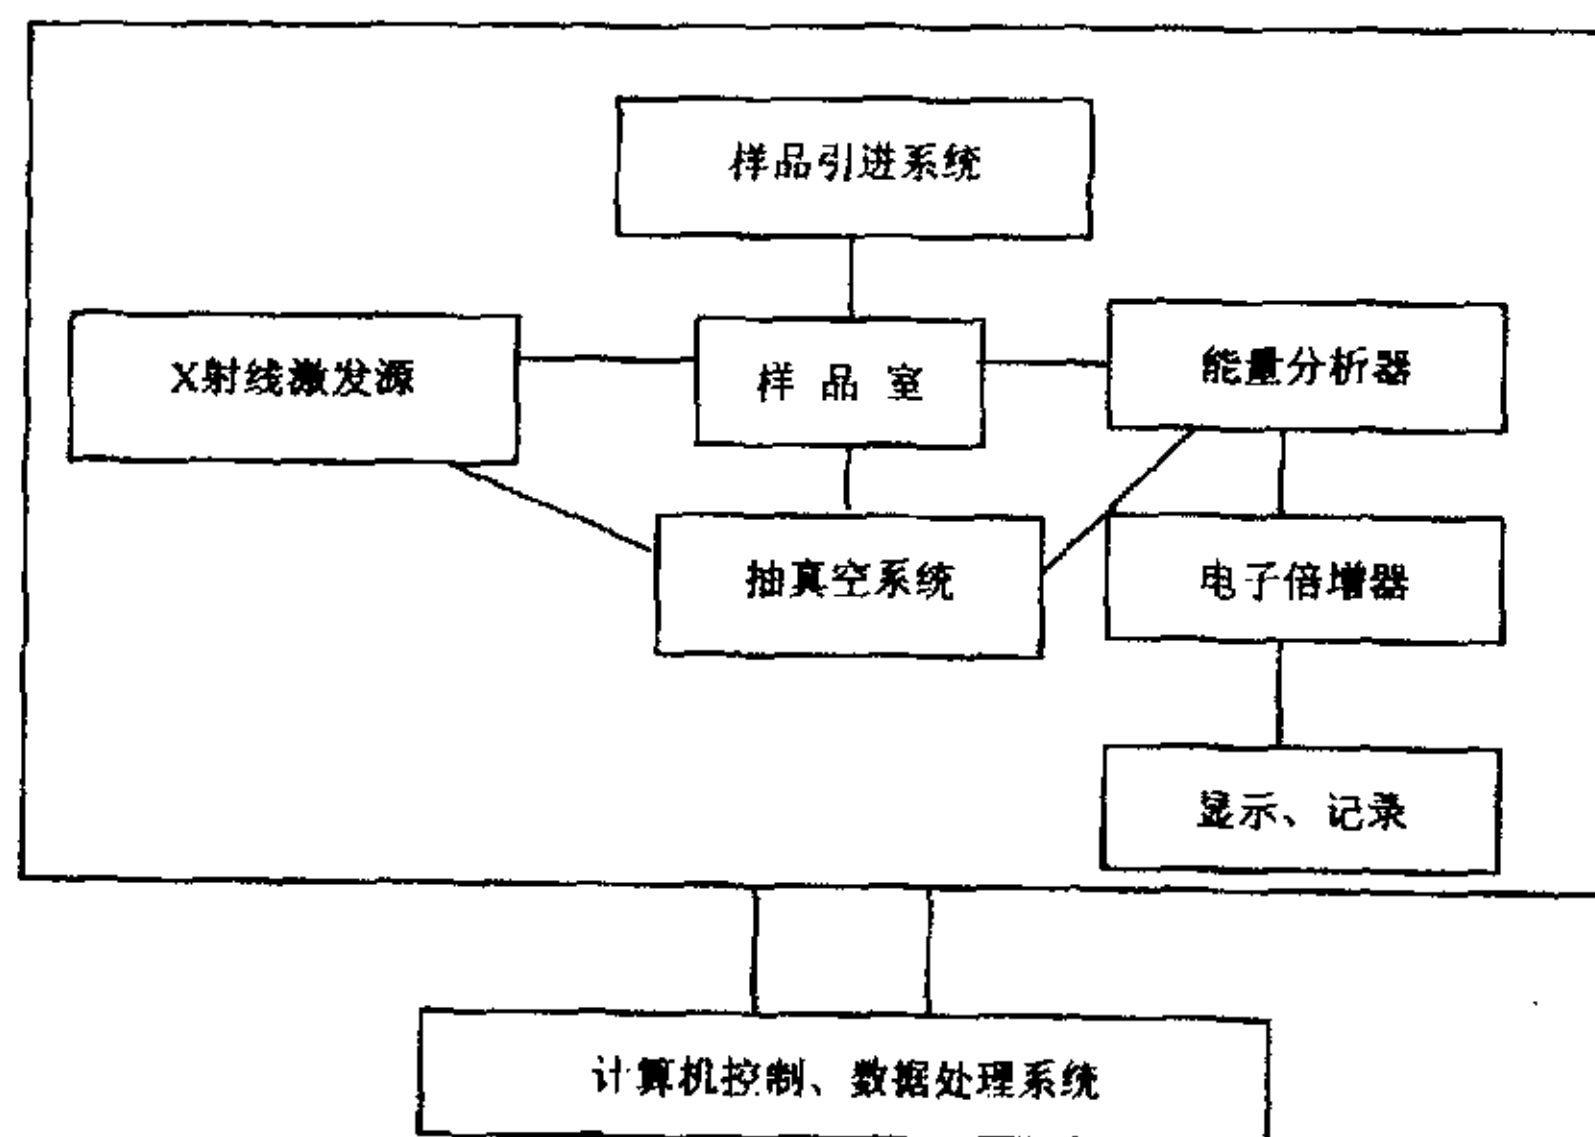 样品引进系统
X射线激发源
样品室
能量分析器
抽真空系统
电子倍增器
显示、记录
计算机控制、数据处理系统